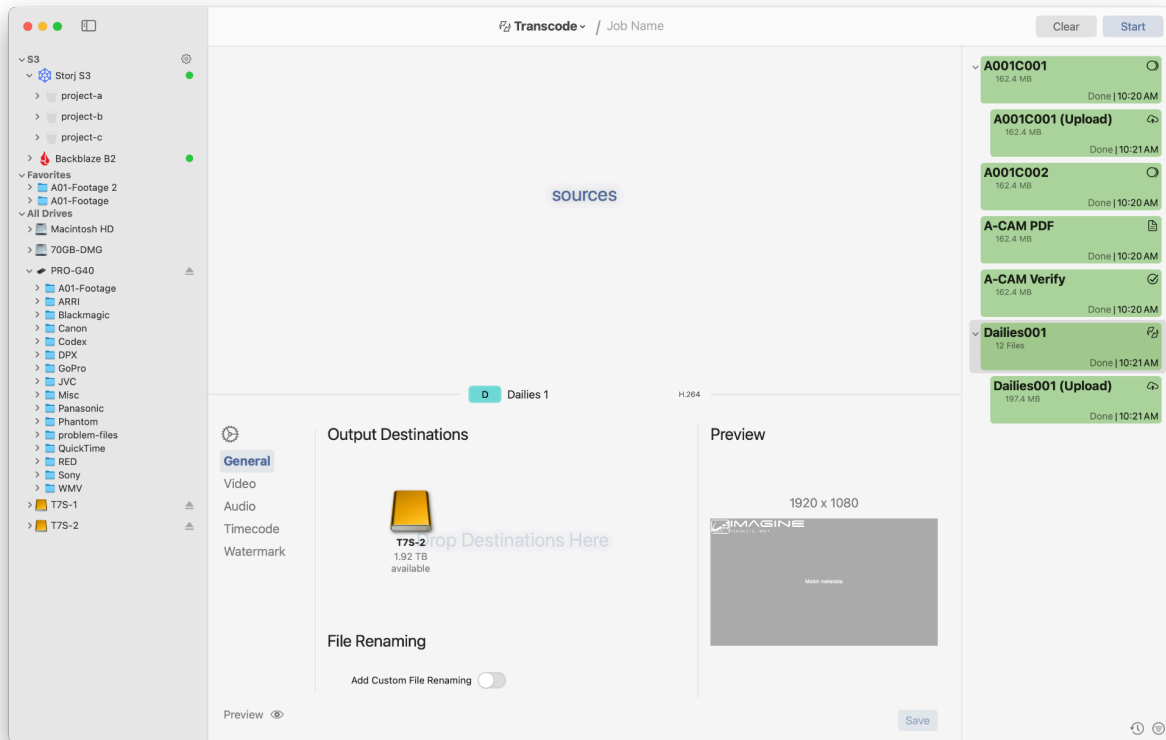 Transcode
/ Job Name
Clear
Start
S3
Storj S3
project-a
project-b
project-c
Backblaze B2
Favorites
A01-Footage 2
A01-Footage
All Drives
Macintosh HD
70GB-DMG
PRO-G40
A01-Footage
ARRI
Blackmagic
Canon
Codex
DPX
GoPro
JVC
Misc
Panasonic
Phantom
problem-files
QuickTime
RED
Sony
WMV
T7S-1
T7S-2
sources
D Dailies 1 H.264
General
Video
Audio
Timecode
Watermark
Preview
Output Destinations
Drop Destinations Here
T7S-2
1.92 TB
available
File Renaming
Add Custom File Renaming
Preview
1920 x 1080
IMAGINE
Match metadata
Save
A001C001
162.4 MB
Done | 10:20 AM
A001C001 (Upload)
162.4 MB
Done | 10:21 AM
A001C002
162.4 MB
Done | 10:20 AM
A-CAM PDF
162.4 MB
Done | 10:20 AM
A-CAM Verify
162.4 MB
Done | 10:20 AM
Dailies001
12 Files
Done | 10:21 AM
Dailies001 (Upload)
197.4 MB
Done | 10:21 AM